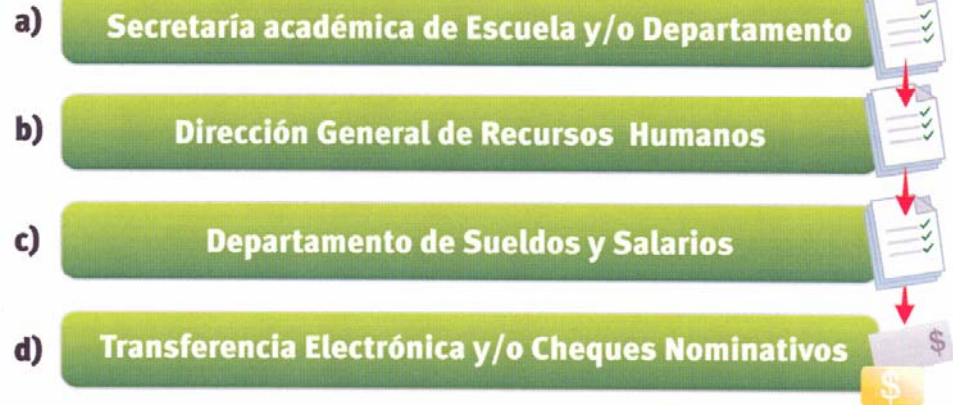 a) Secretaría académica de Escuela y/o Departamento
b) Dirección General de Recursos Humanos
c) Departamento de Sueldos y Salarios
d) Transferencia Electrónica y/o Cheques Nominativos
$
$